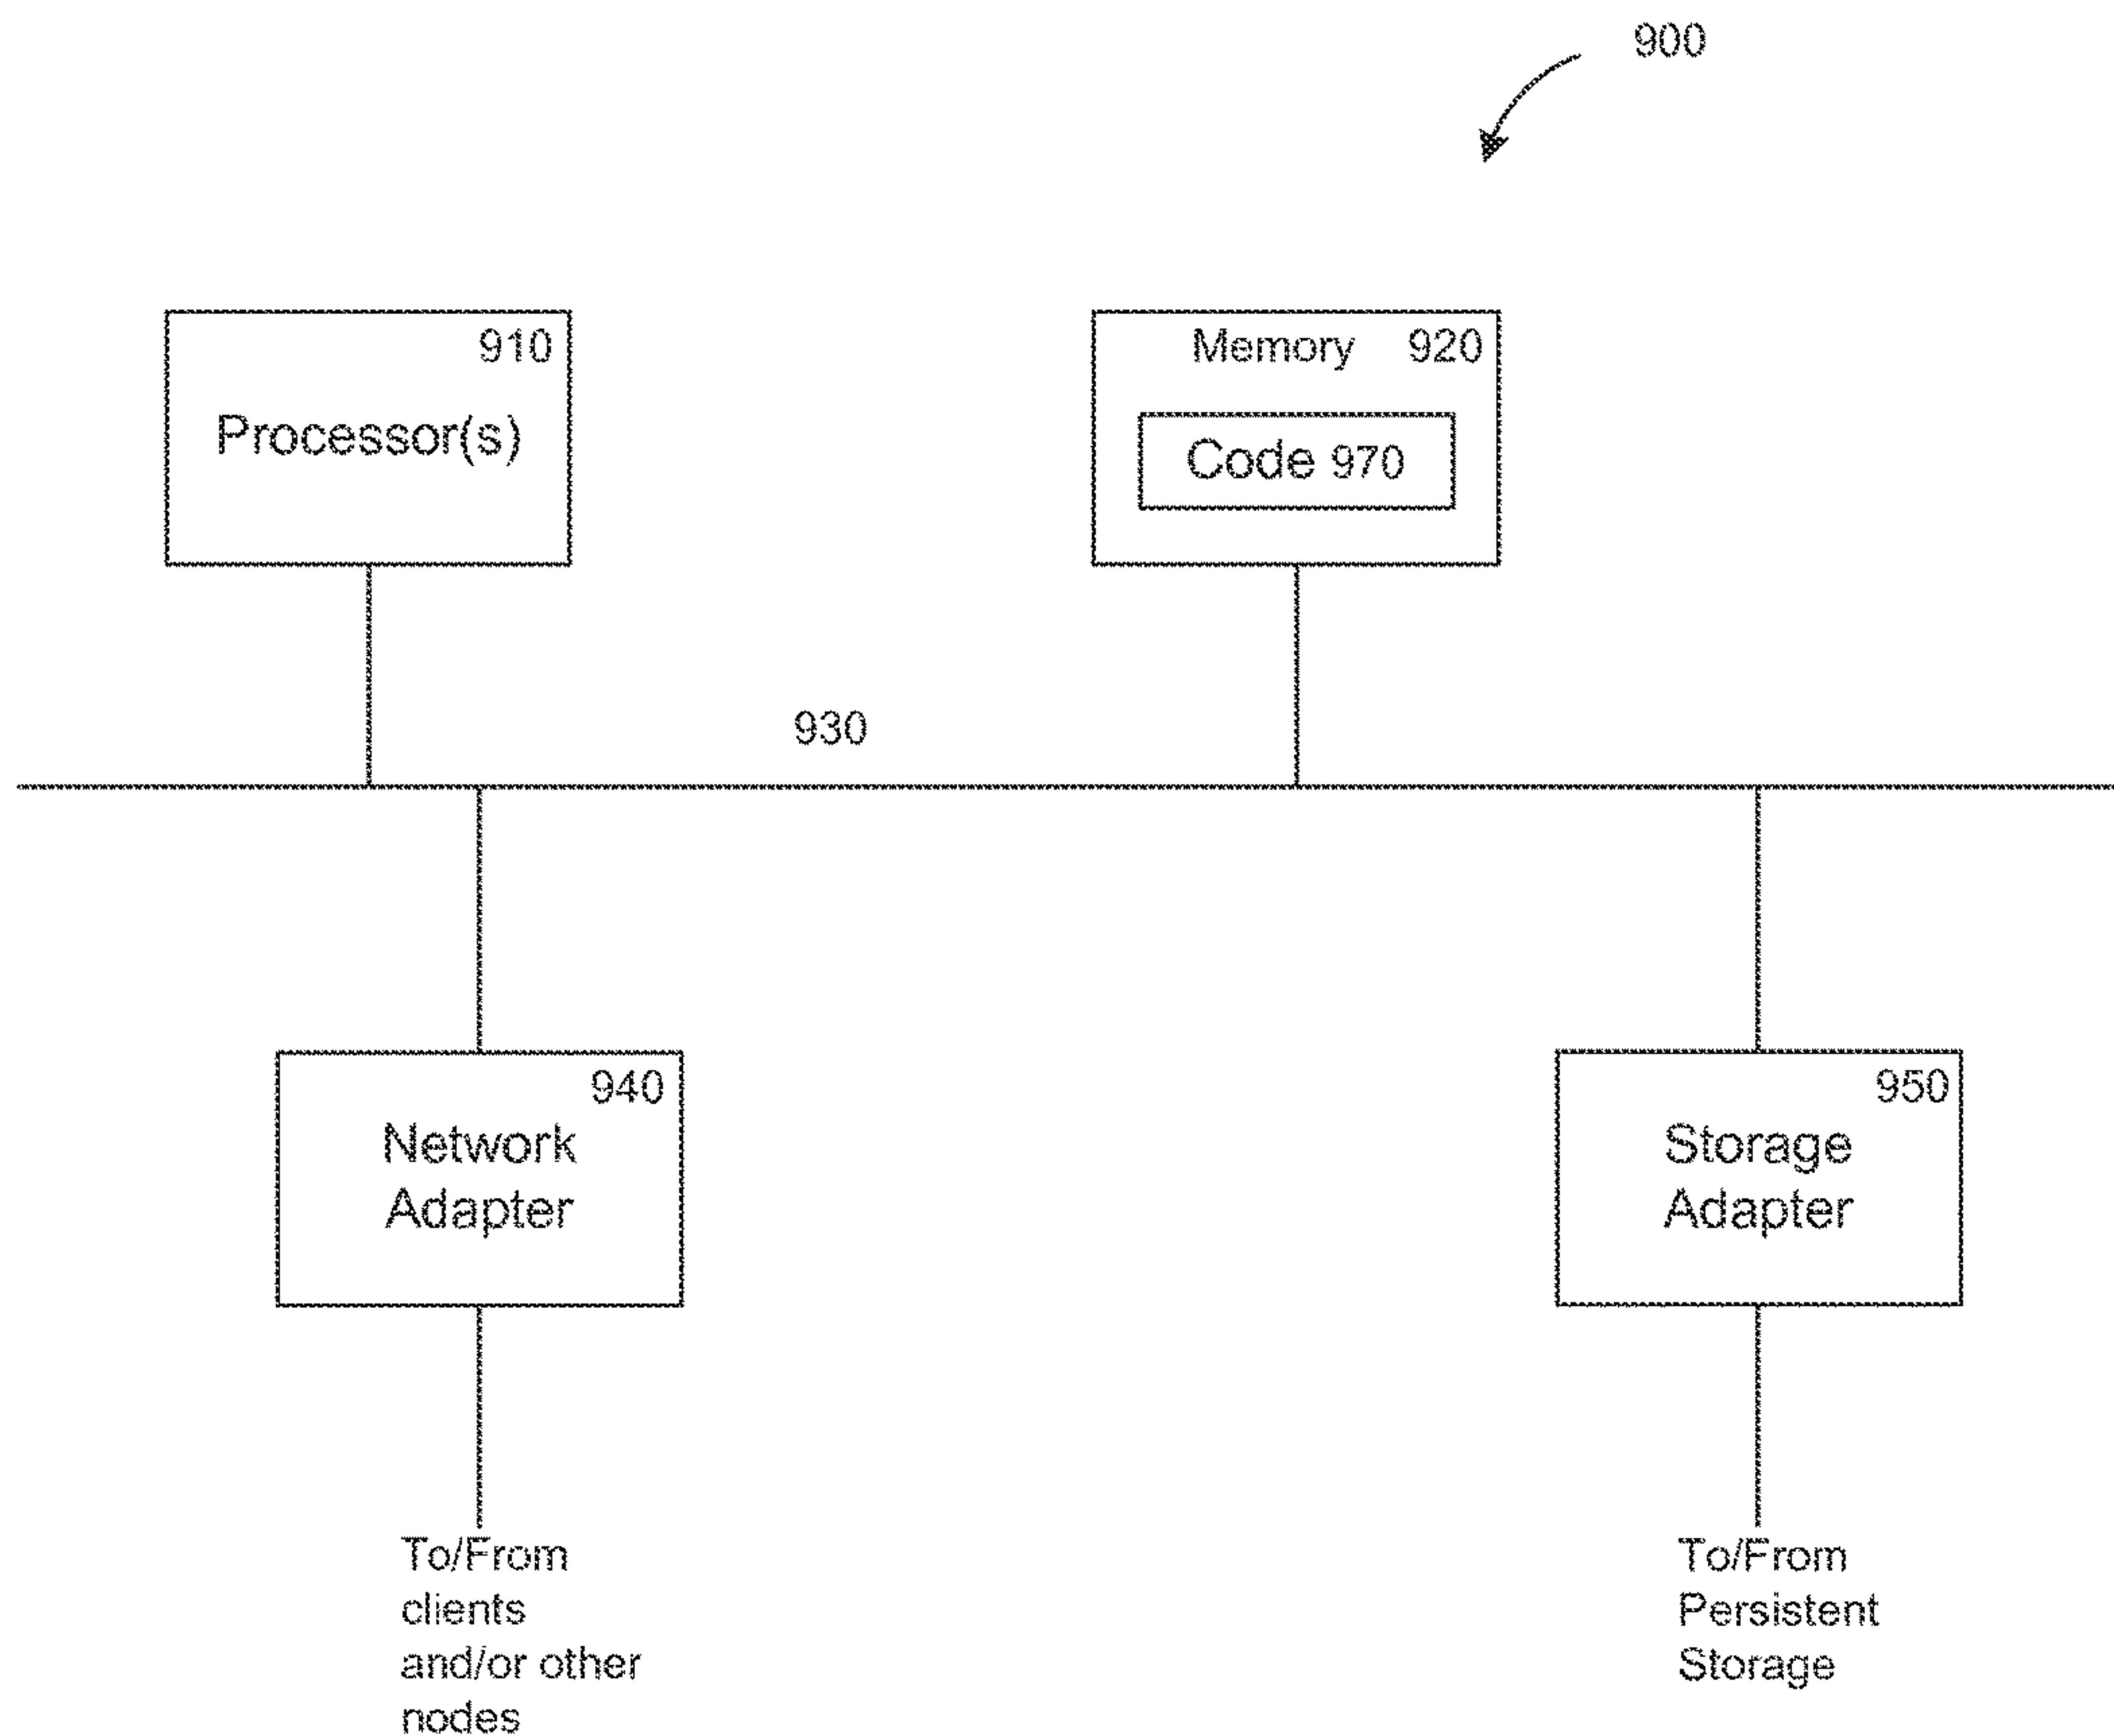 900
910
Processor(s)
Memory 920
Code 970
930
940
Network
Adapter
950
Storage
Adapter
To/From
clients
and/or other
nodes
To/From
Persistent
Storage